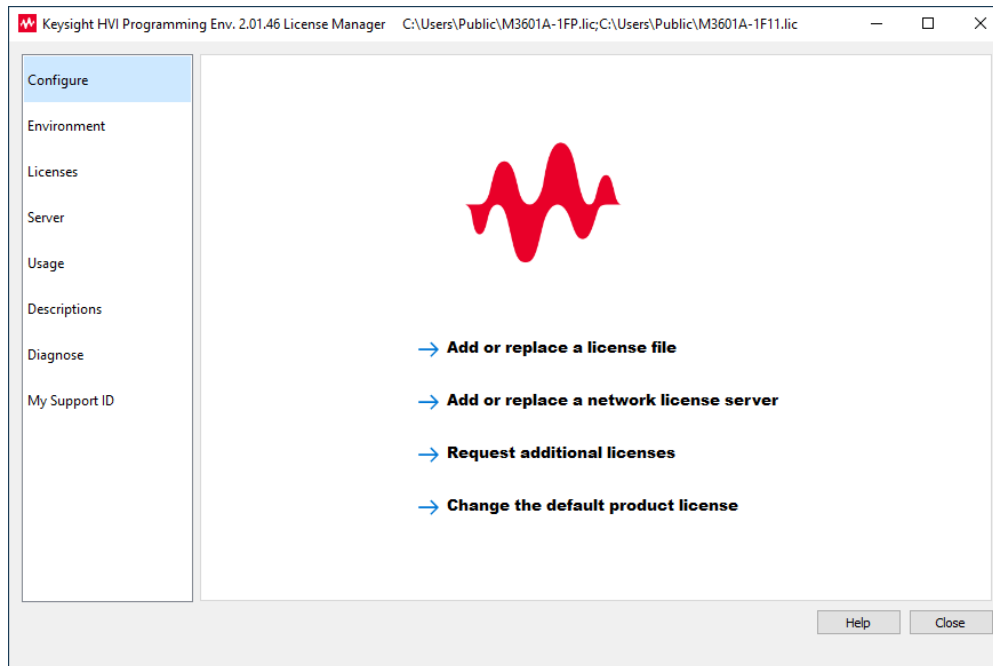 Keysight HVI Programming Env. 2.01.46 License Manager C:\Users\Public\M3601A-1FP.lic;C:\Users\Public\M3601A-1F11.lic
Configure
Environment
Licenses
Server
Usage
Descriptions
Diagnose
My Support ID
Add or replace a license file
Add or replace a network license server
Request additional licenses
Change the default product license
Help Close